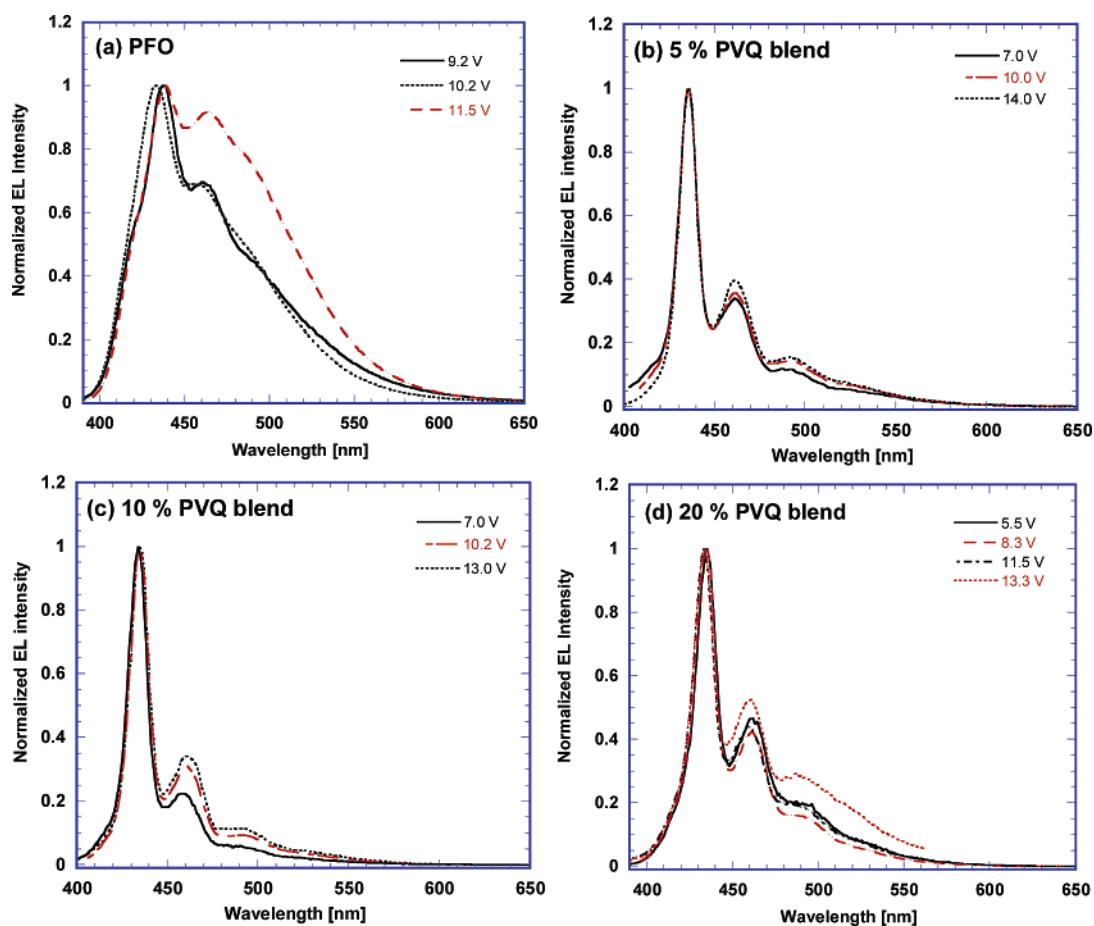 (a) PFO
9.2 V
10.2 V
11.5 V
Normalized EL Intensity
1.2
1
0.8
0.6
0.4
0.2
0
400 450 500 550 600 650
Wavelength [nm]
(b) 5 % PVQ blend
7.0 V
10.0 V
14.0 V
Normalized EL intensity
1.2
1
0.8
0.6
0.4
0.2
0
400 450 500 550 600 650
Wavelength [nm]
(c) 10 % PVQ blend
7.0 V
10.2 V
13.0 V
Normalized EL intensity
1.2
1
0.8
0.6
0.4
0.2
0
400 450 500 550 600 650
Wavelength [nm]
(d) 20 % PVQ blend
5.5 V
8.3 V
11.5 V
13.3 V
Normalized EL Intensity
1.2
1
0.8
0.6
0.4
0.2
0
400 450 500 550 600 650
Wavelength [nm]